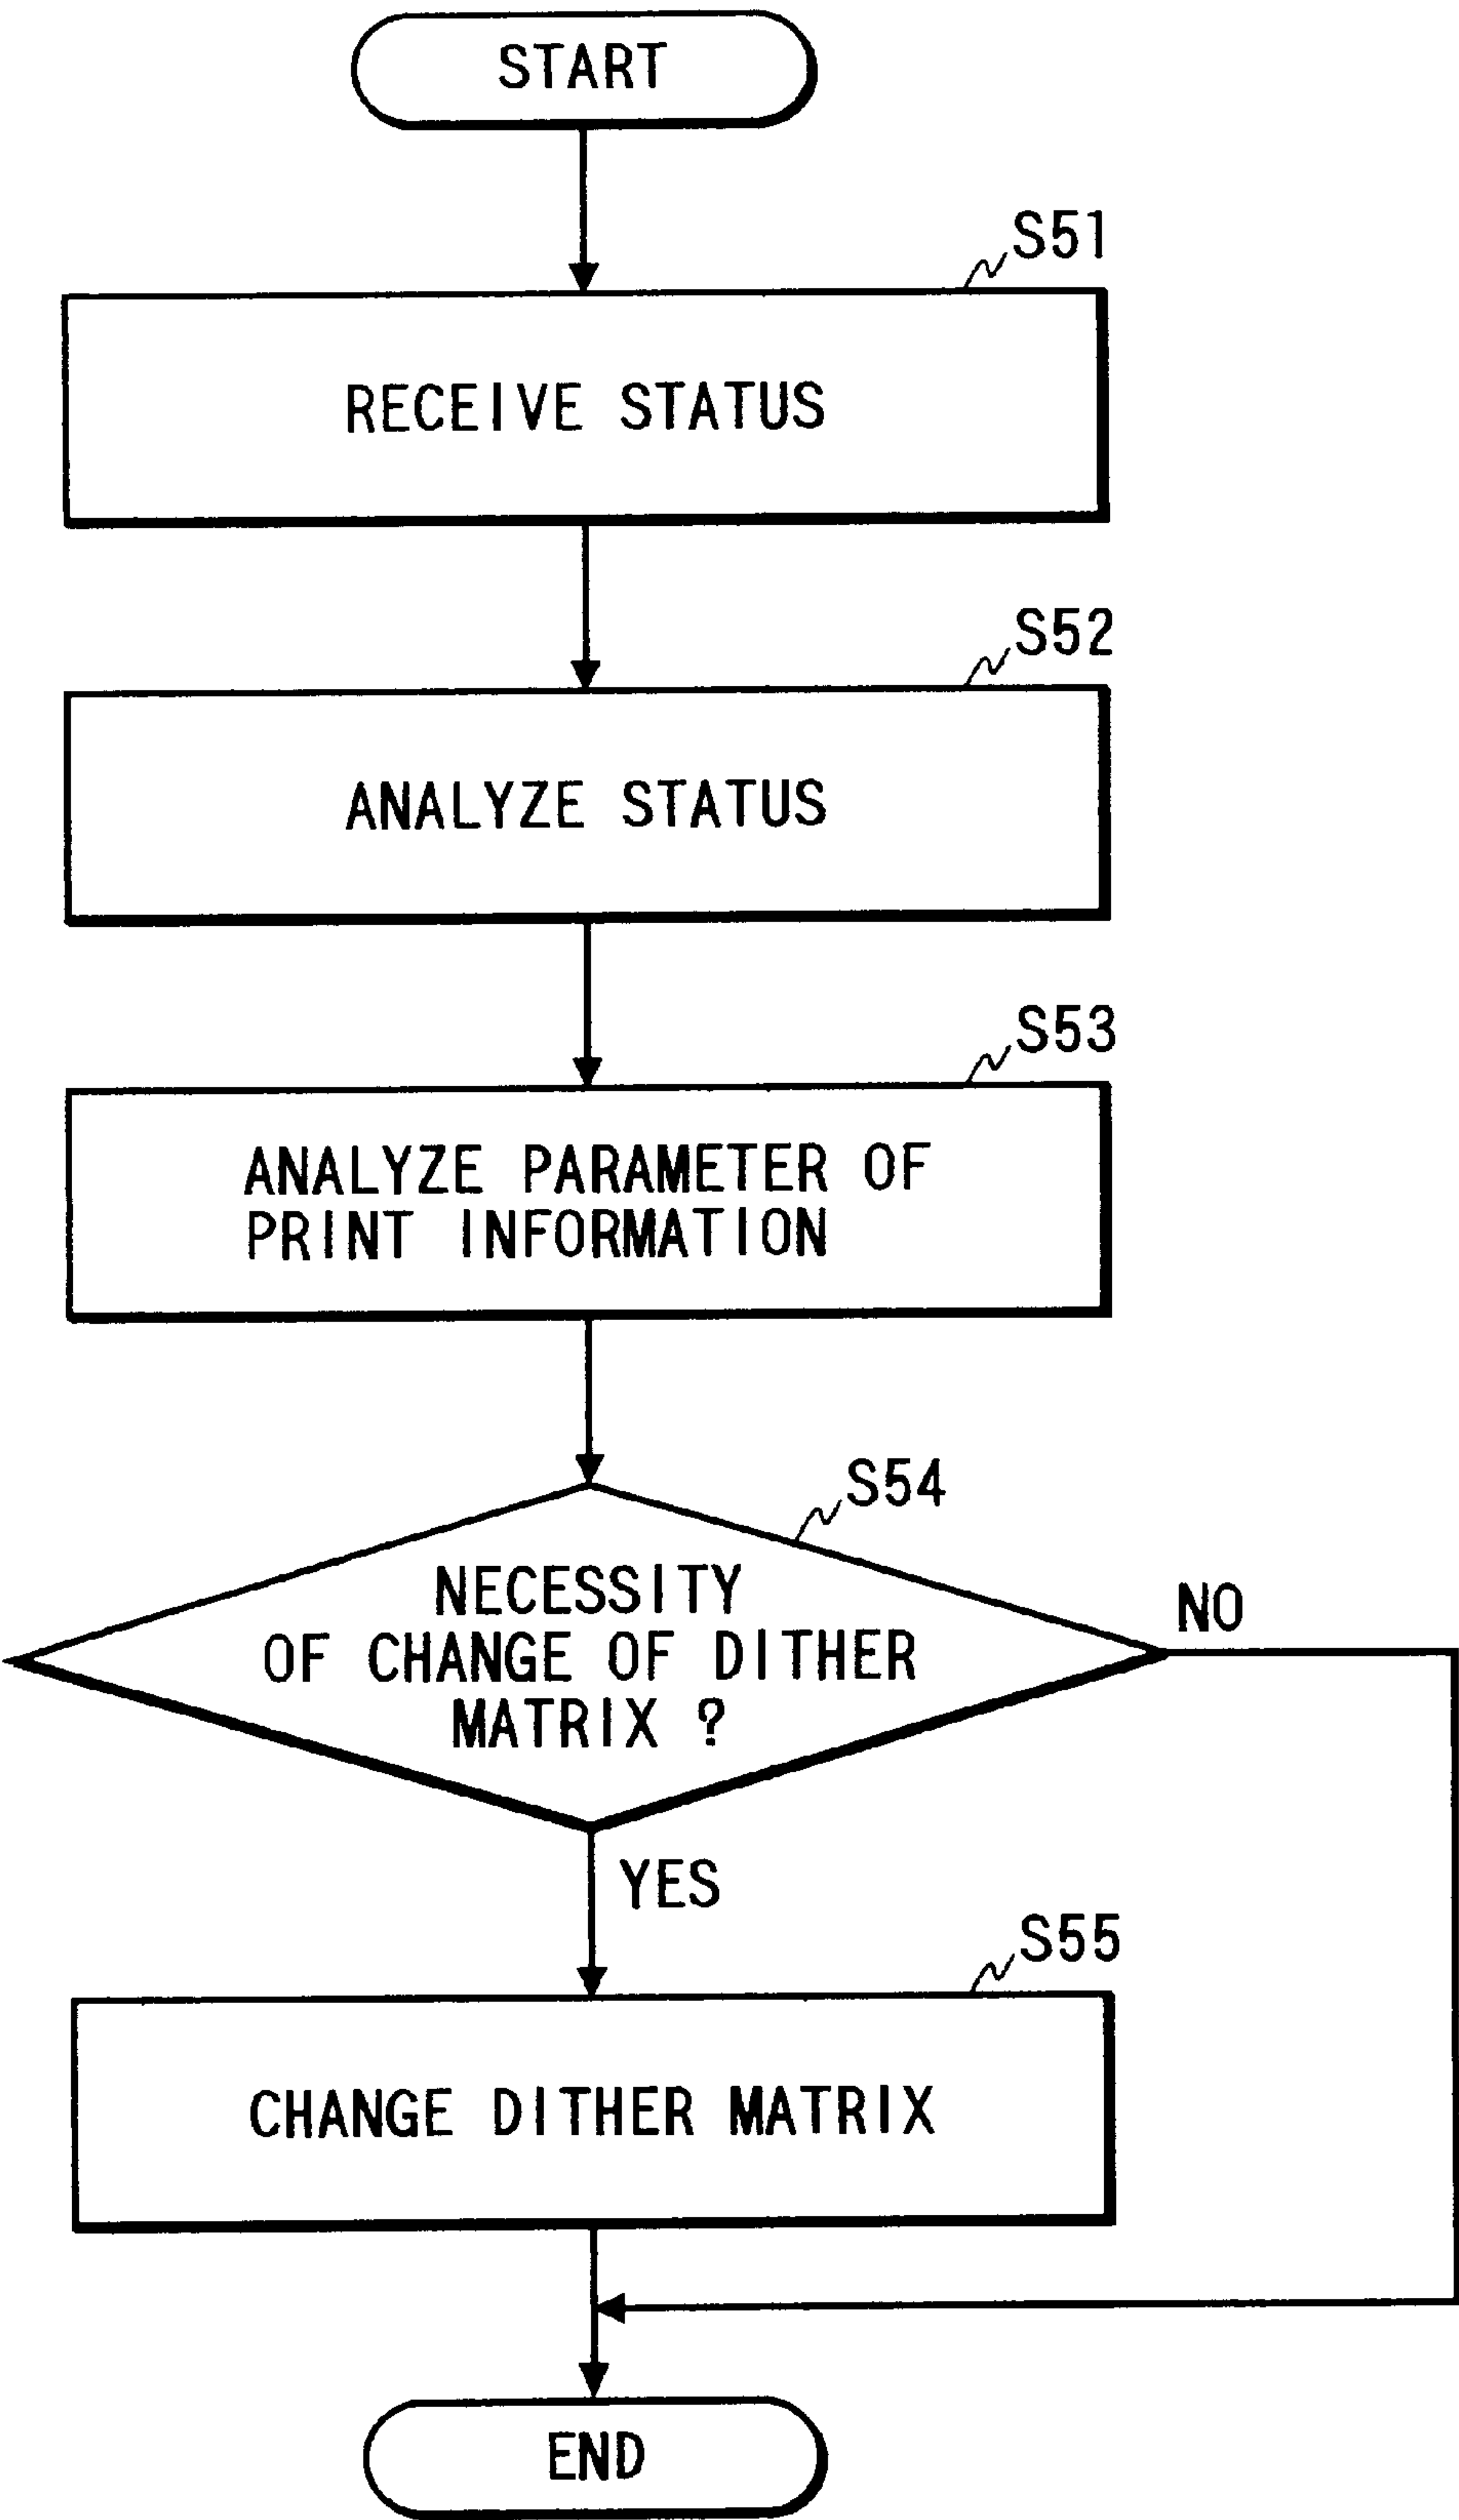 START
S51
RECEIVE STATUS
S52
ANALYZE STATUS
S53
ANALYZE PARAMETER OF
PRINT INFORMATION
S54
NECESSITY
OF CHANGE OF DITHER
MATRIX ?
NO
YES
S55
CHANGE DITHER MATRIX
END